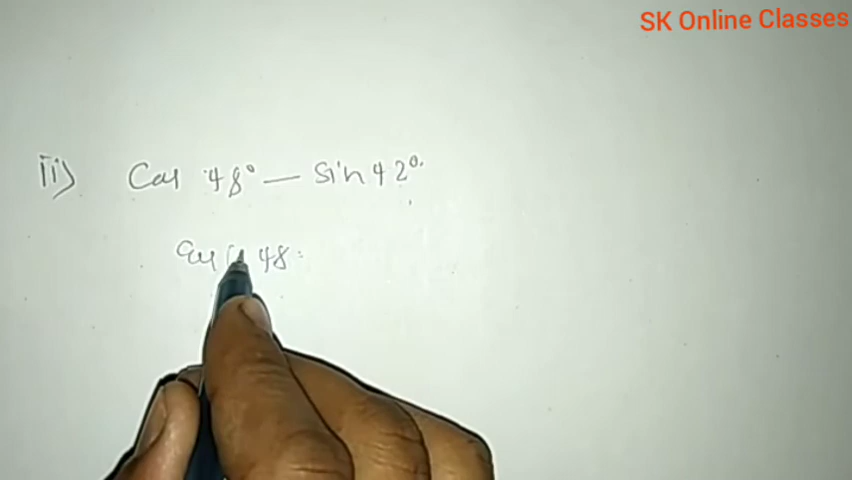 SK Online Classes
ii) Cos 48° — Sin 42°
Cos ( 48